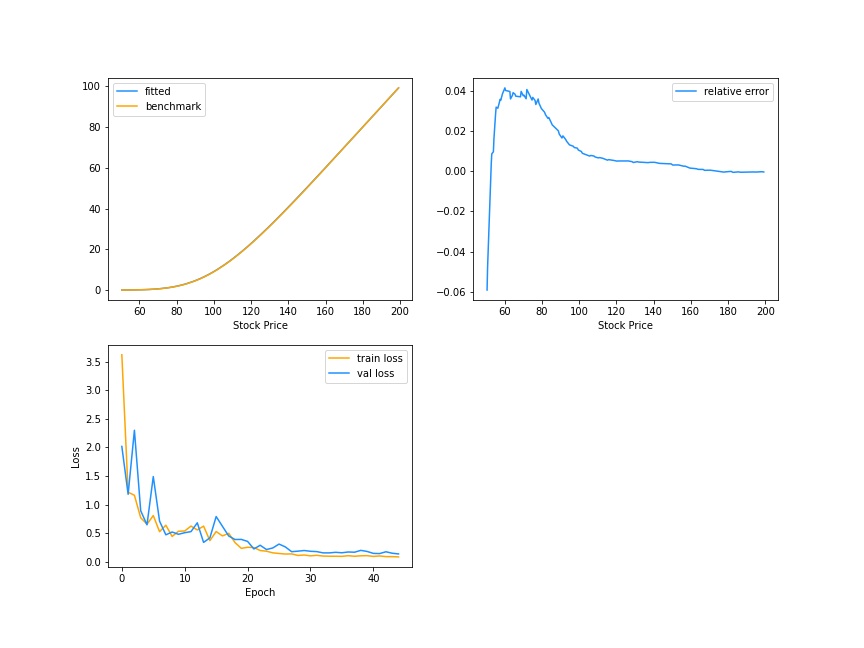 fitted
benchmark
100
80
60
40
20
0
60 80 100 120 140 160 180 200
Stock Price
relative error
0.04
0.02
0.00
−0.02
−0.04
−0.06
60 80 100 120 140 160 180 200
Stock Price
train loss
val loss
3.5
3.0
2.5
2.0
1.5
1.0
0.5
0.0
Loss
0 10 20 30 40
Epoch